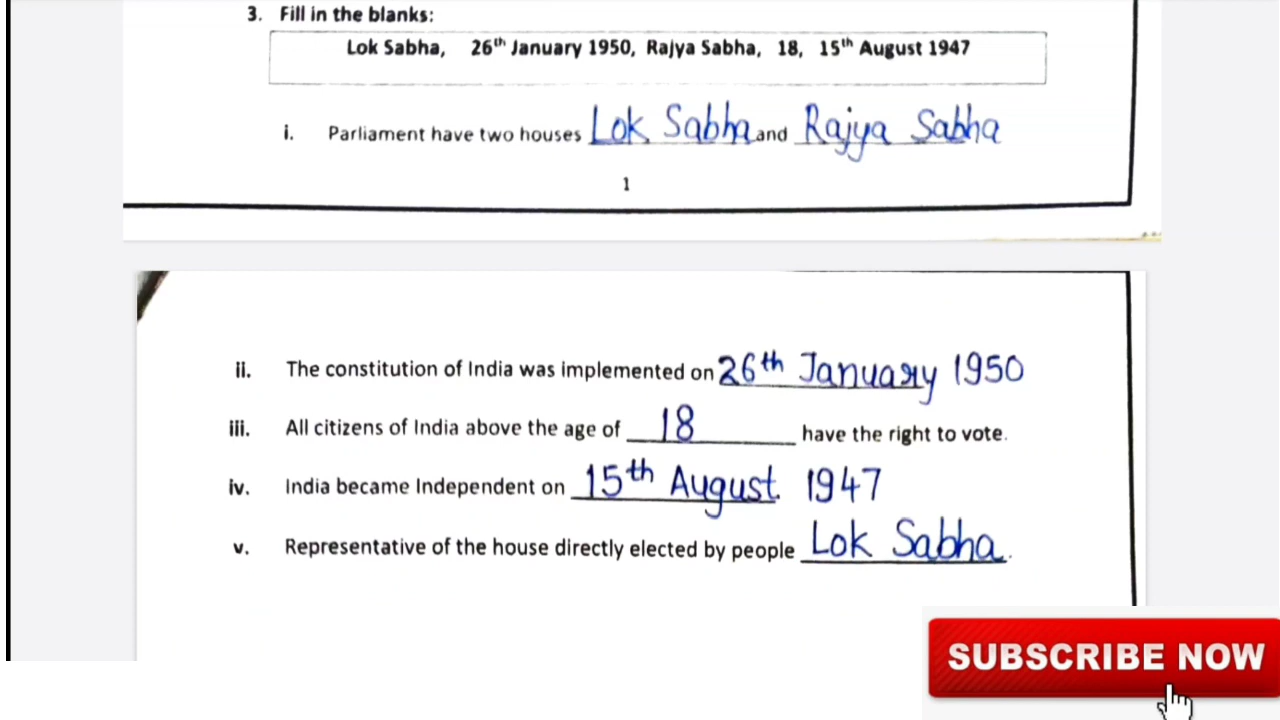 3. Fill in the blanks:
Lok Sabha, 26th January 1950, Rajya Sabha, 18, 15th August 1947
i. Parliament have two houses Lok Sabha and Rajya Sabha
1
ii. The constitution of India was implemented on 26th January 1950
iii. All citizens of India above the age of 18 have the right to vote.
iv. India became Independent on 15th August 1947
v. Representative of the house directly elected by people Lok Sabha.
SUBSCRIBE NOW